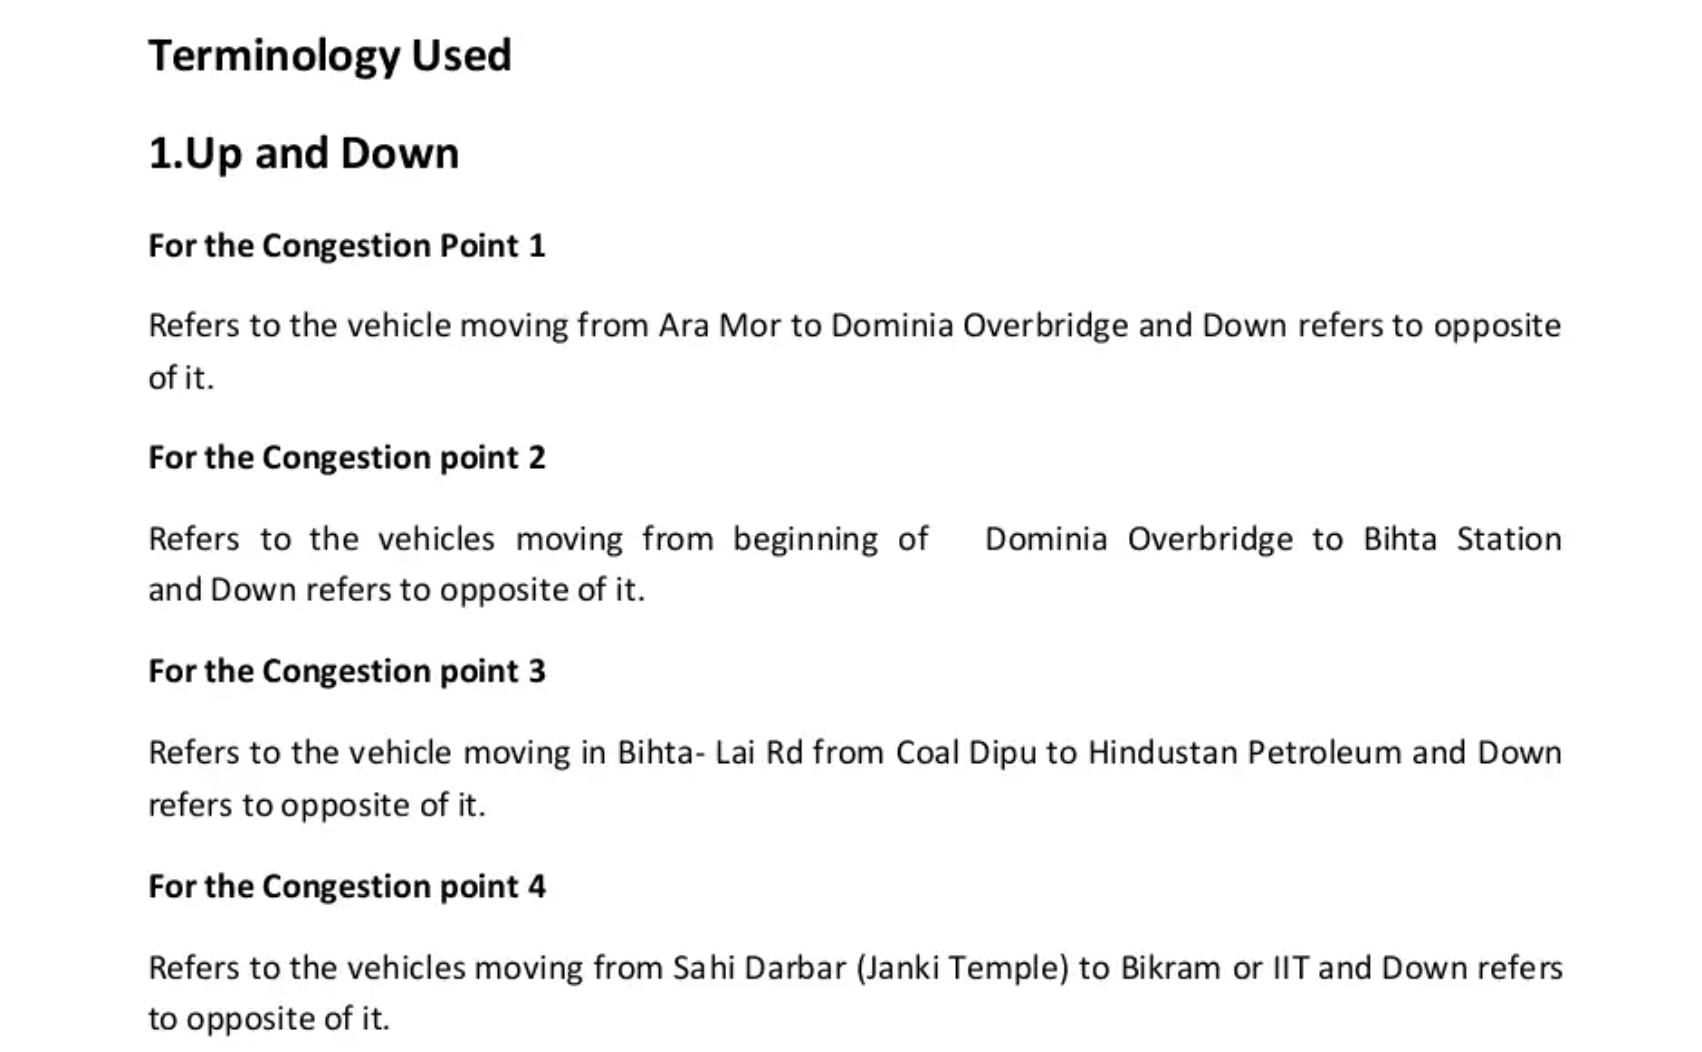 Terminology Used
1.Up and Down
For the Congestion Point 1
Refers to the vehicle moving from Ara Mor to Dominia Overbridge and Down refers to opposite
of it.
For the Congestion point 2
Refers to the vehicles moving from beginning of Dominia Overbridge to Bihta Station
and Down refers to opposite of it.
For the Congestion point 3
Refers to the vehicle moving in Bihta- Lai Rd from Coal Dipu to Hindustan Petroleum and Down
refers to opposite of it.
For the Congestion point 4
Refers to the vehicles moving from Sahi Darbar (Janki Temple) to Bikram or IIT and Down refers
to opposite of it.